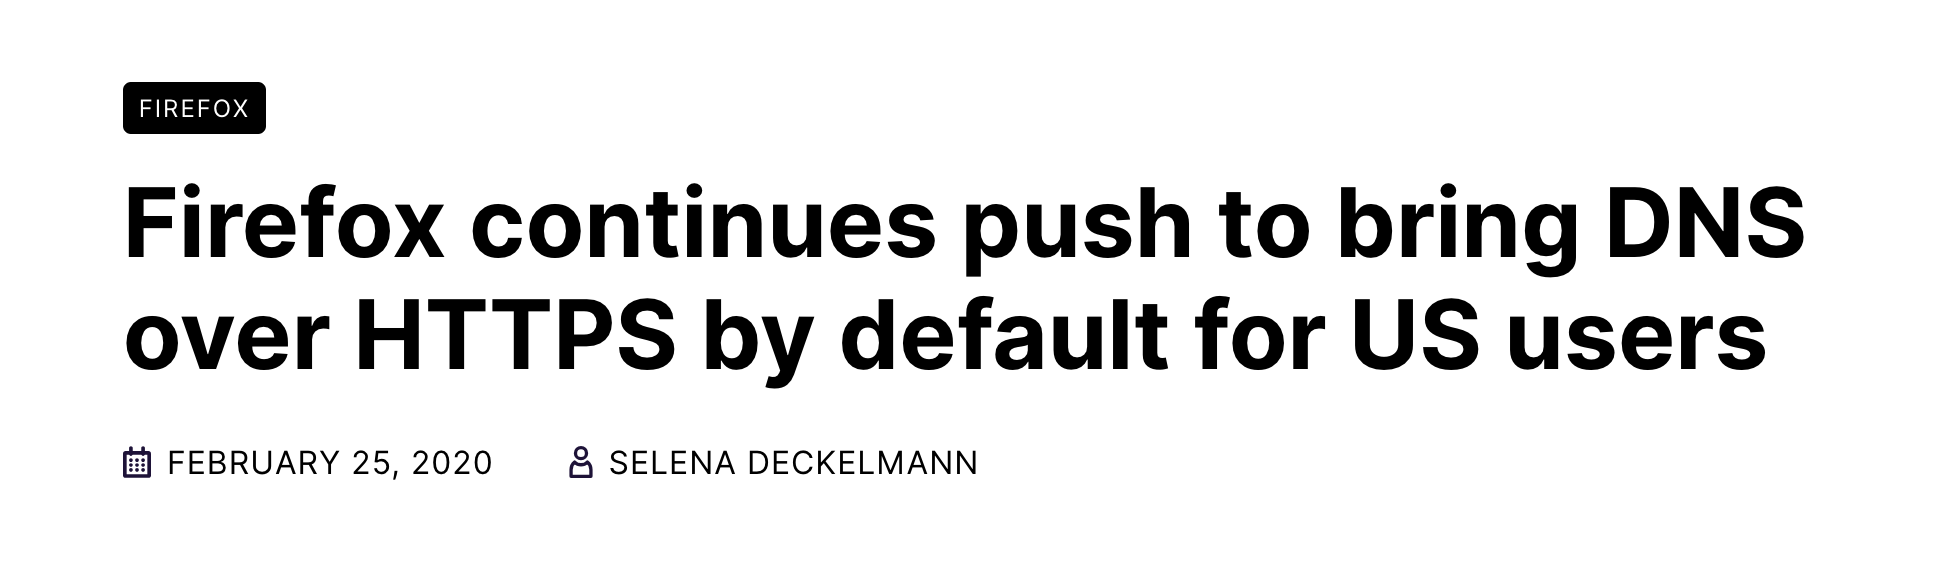 FIREFOX
Firefox continues push to bring DNS
over HTTPS by default for US users
FEBRUARY 25, 2020 SELENA DECKELMANN